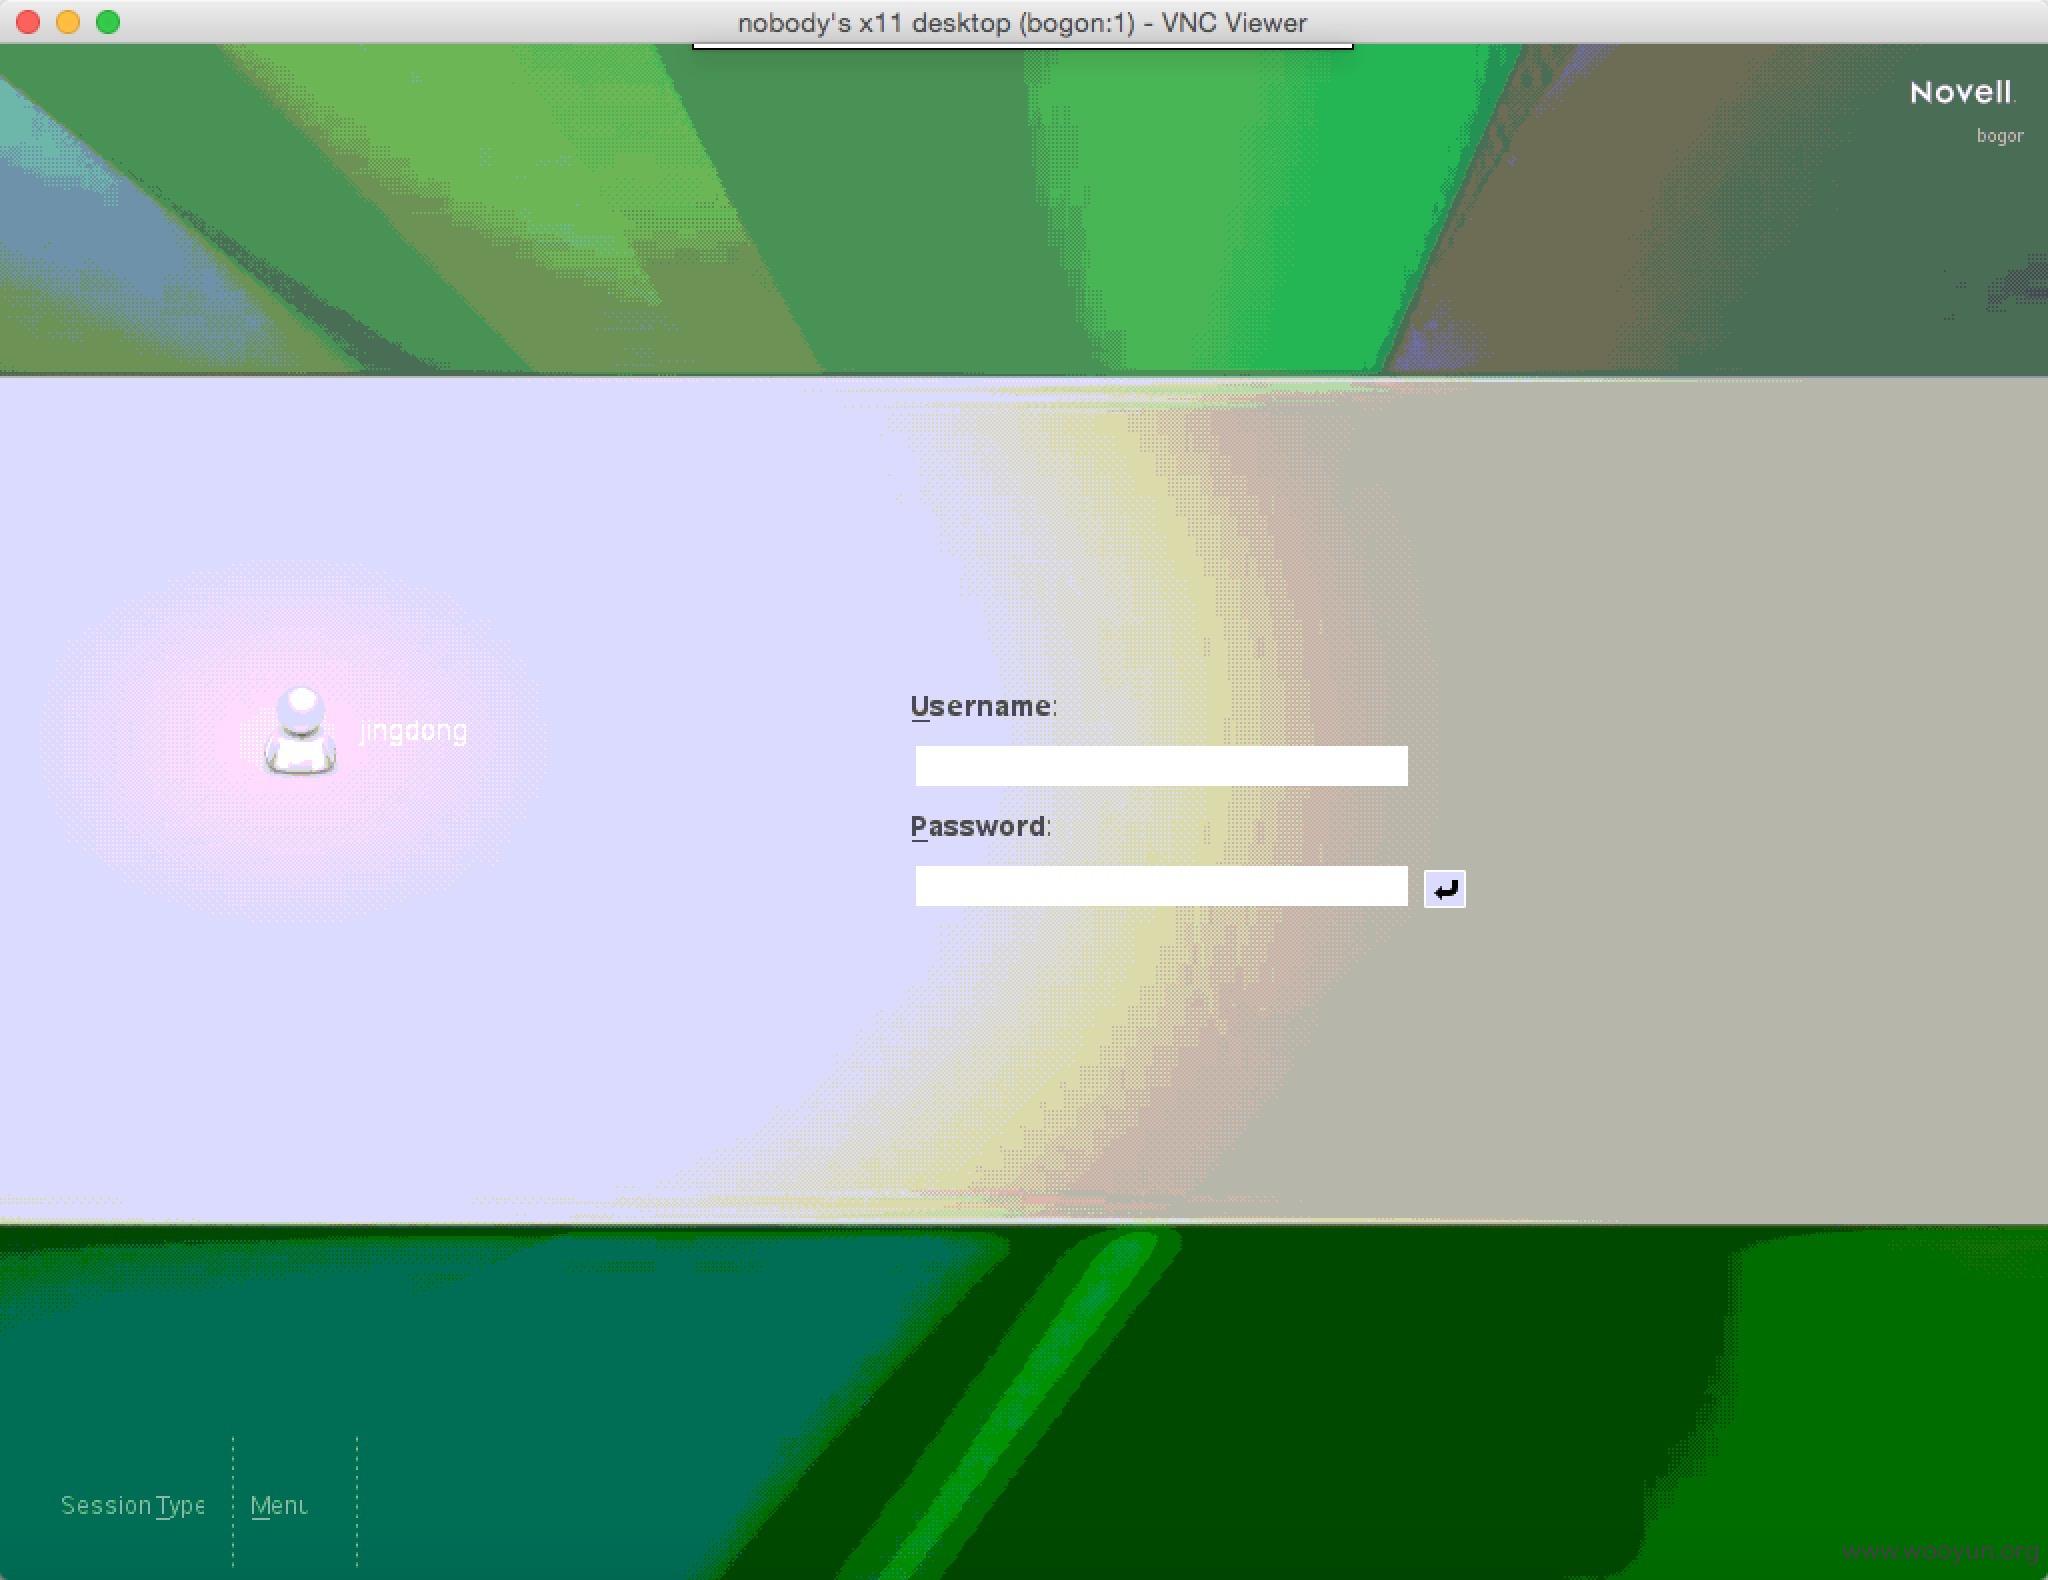 nobody's x11 desktop (bogon:1) - VNC Viewer
Novell.
bogor
jingdong
Username:
Password:
Session Type
Menu
www.wooyun.org